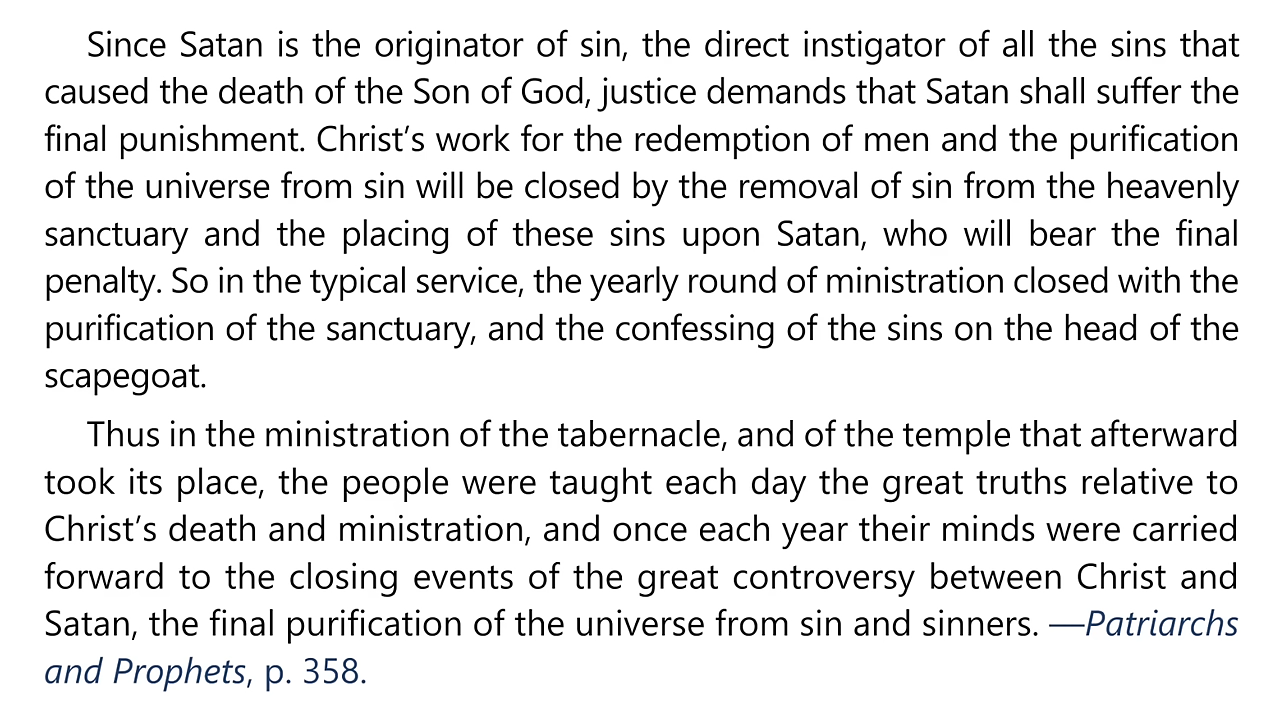 Since Satan is the originator of sin, the direct instigator of all the sins that
caused the death of the Son of God, justice demands that Satan shall suffer the
final punishment. Christ’s work for the redemption of men and the purification
of the universe from sin will be closed by the removal of sin from the heavenly
sanctuary and the placing of these sins upon Satan, who will bear the final
penalty. So in the typical service, the yearly round of ministration closed with the
purification of the sanctuary, and the confessing of the sins on the head of the
scapegoat.
Thus in the ministration of the tabernacle, and of the temple that afterward
took its place, the people were taught each day the great truths relative to
Christ’s death and ministration, and once each year their minds were carried
forward to the closing events of the great controversy between Christ and
Satan, the final purification of the universe from sin and sinners. —Patriarchs
and Prophets, p. 358.